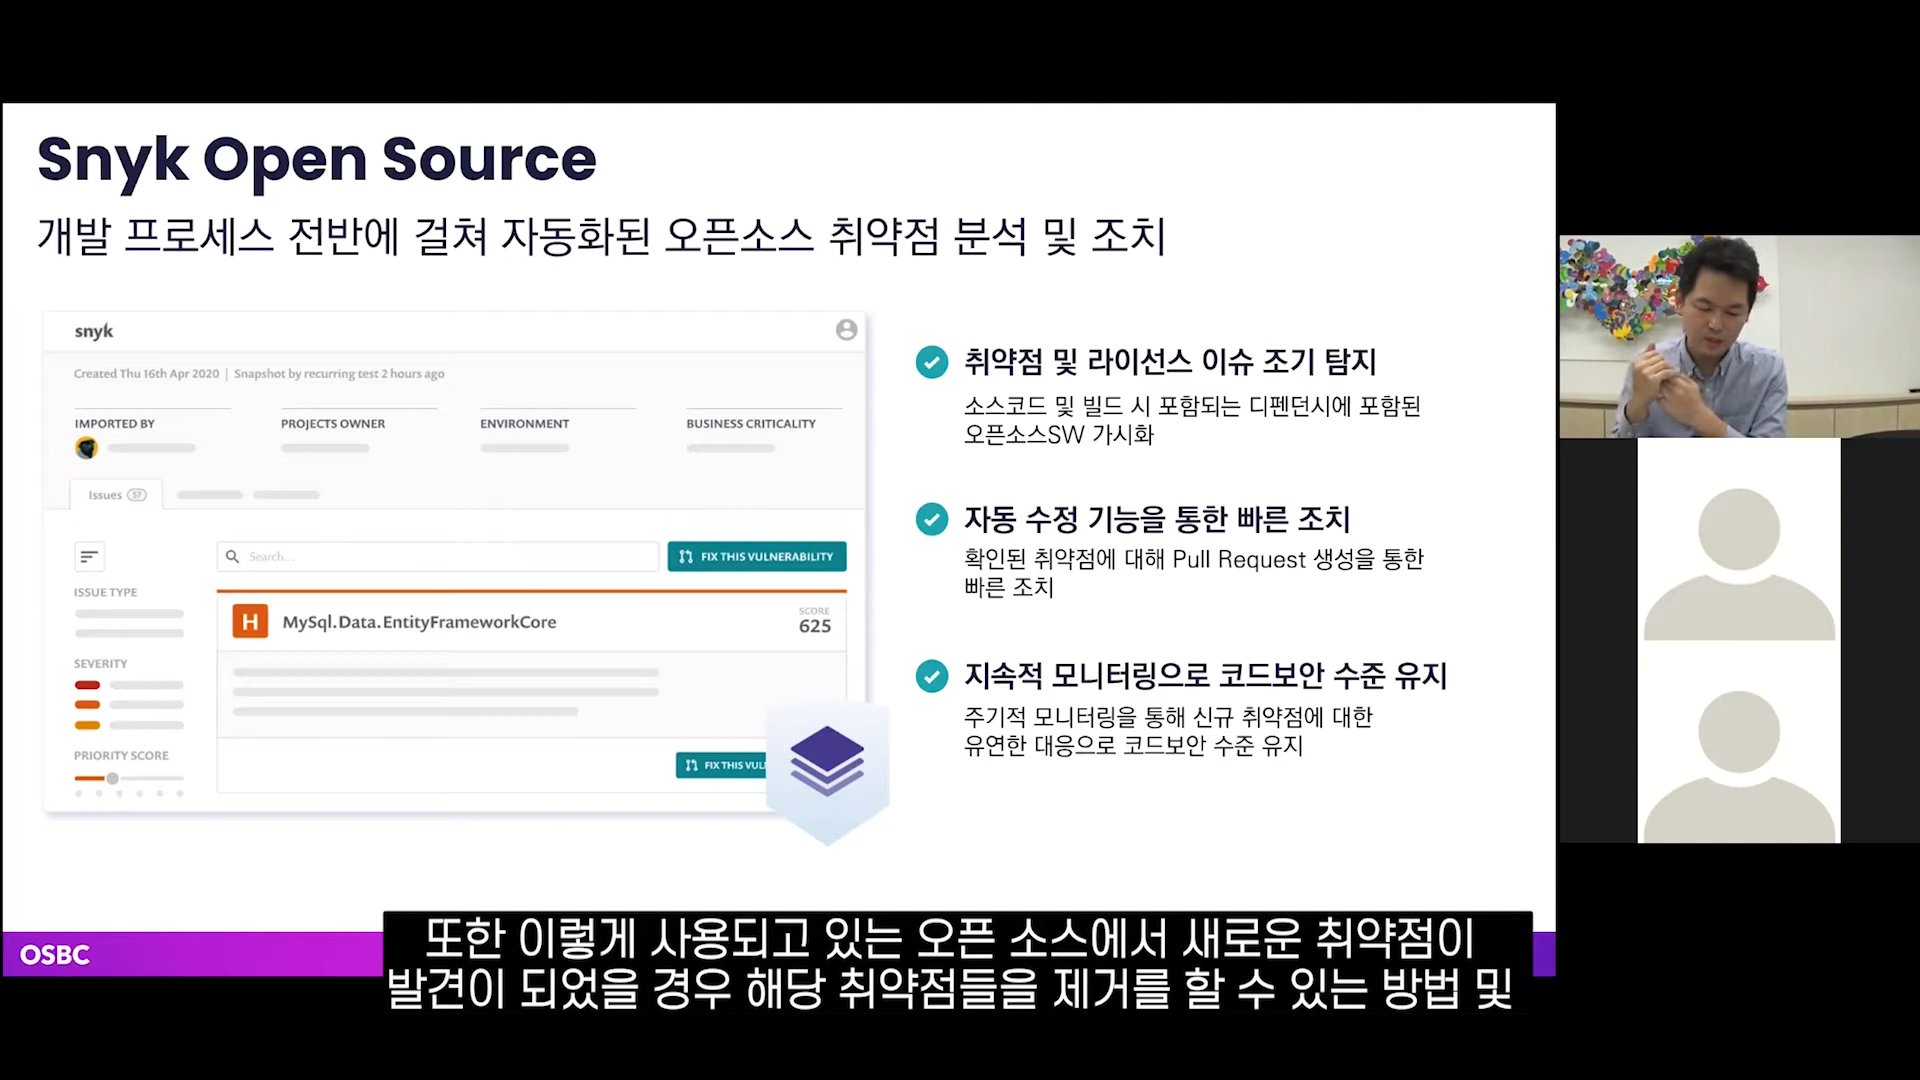 Snyk Open Source
개발 프로세스 전반에 걸쳐 자동화된 오픈소스 취약점 분석 및 조치
snyk
Created Thu 16th Apr 2020 | Snapshot by recurring test 2 hours ago
IMPORTED BY
PROJECTS OWNER
ENVIRONMENT
BUSINESS CRITICALITY
Issues 57
Search...
FIX THIS VULNERABILITY
ISSUE TYPE
H
MySql.Data.EntityFrameworkCore
SCORE
625
SEVERITY
PRIORITY SCORE
FIX THIS VUL
취약점 및 라이선스 이슈 조기 탐지
소스코드 및 빌드 시 포함되는 디펜던시에 포함된
오픈소스SW 가시화
자동 수정 기능을 통한 빠른 조치
확인된 취약점에 대해 Pull Request 생성을 통한
빠른 조치
지속적 모니터링으로 코드보안 수준 유지
주기적 모니터링을 통해 신규 취약점에 대한
유연한 대응으로 코드보안 수준 유지
OSBC
또한 이렇게 사용되고 있는 오픈 소스에서 새로운 취약점이
발견이 되었을 경우 해당 취약점들을 제거를 할 수 있는 방법 및